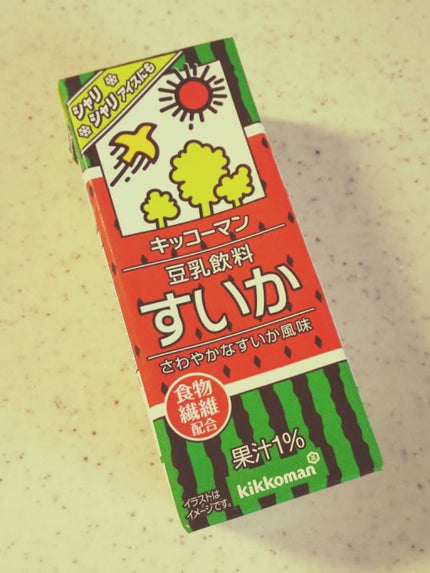 シャリ
シャリアイスにも
キッコーマン
豆乳飲料
すいか
さわやかなすいか風味
食物
繊維
配合
果汁1%
kikkoman
イラストは
イメージです。